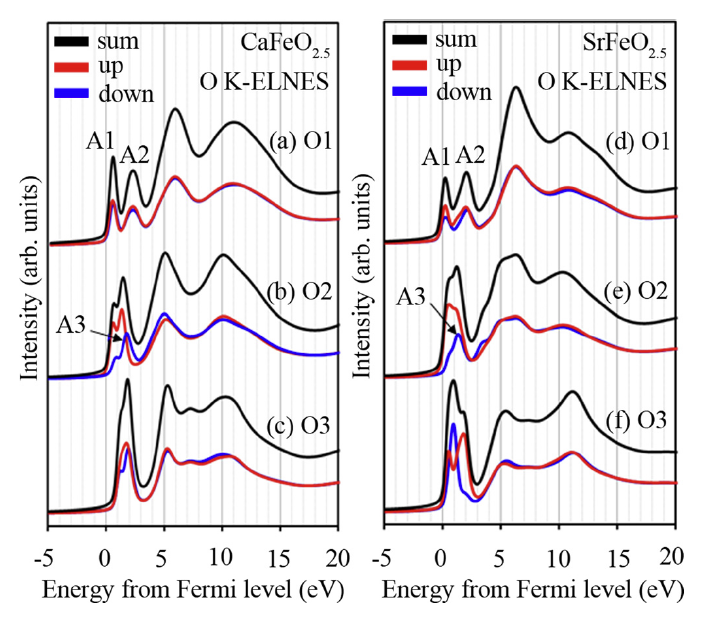 sum
up
down
CaFeO2.5
O K-ELNES
(a) O1
A1
A2
(b) O2
A3
(c) O3
Intensity (arb. units)
-5 0 5 10 15 20
Energy from Fermi level (eV)
sum
up
down
SrFeO2.5
O K-ELNES
(d) O1
A1
A2
(e) O2
A3
(f) O3
Intensity (arb. units)
-5 0 5 10 15 20
Energy from Fermi level (eV)